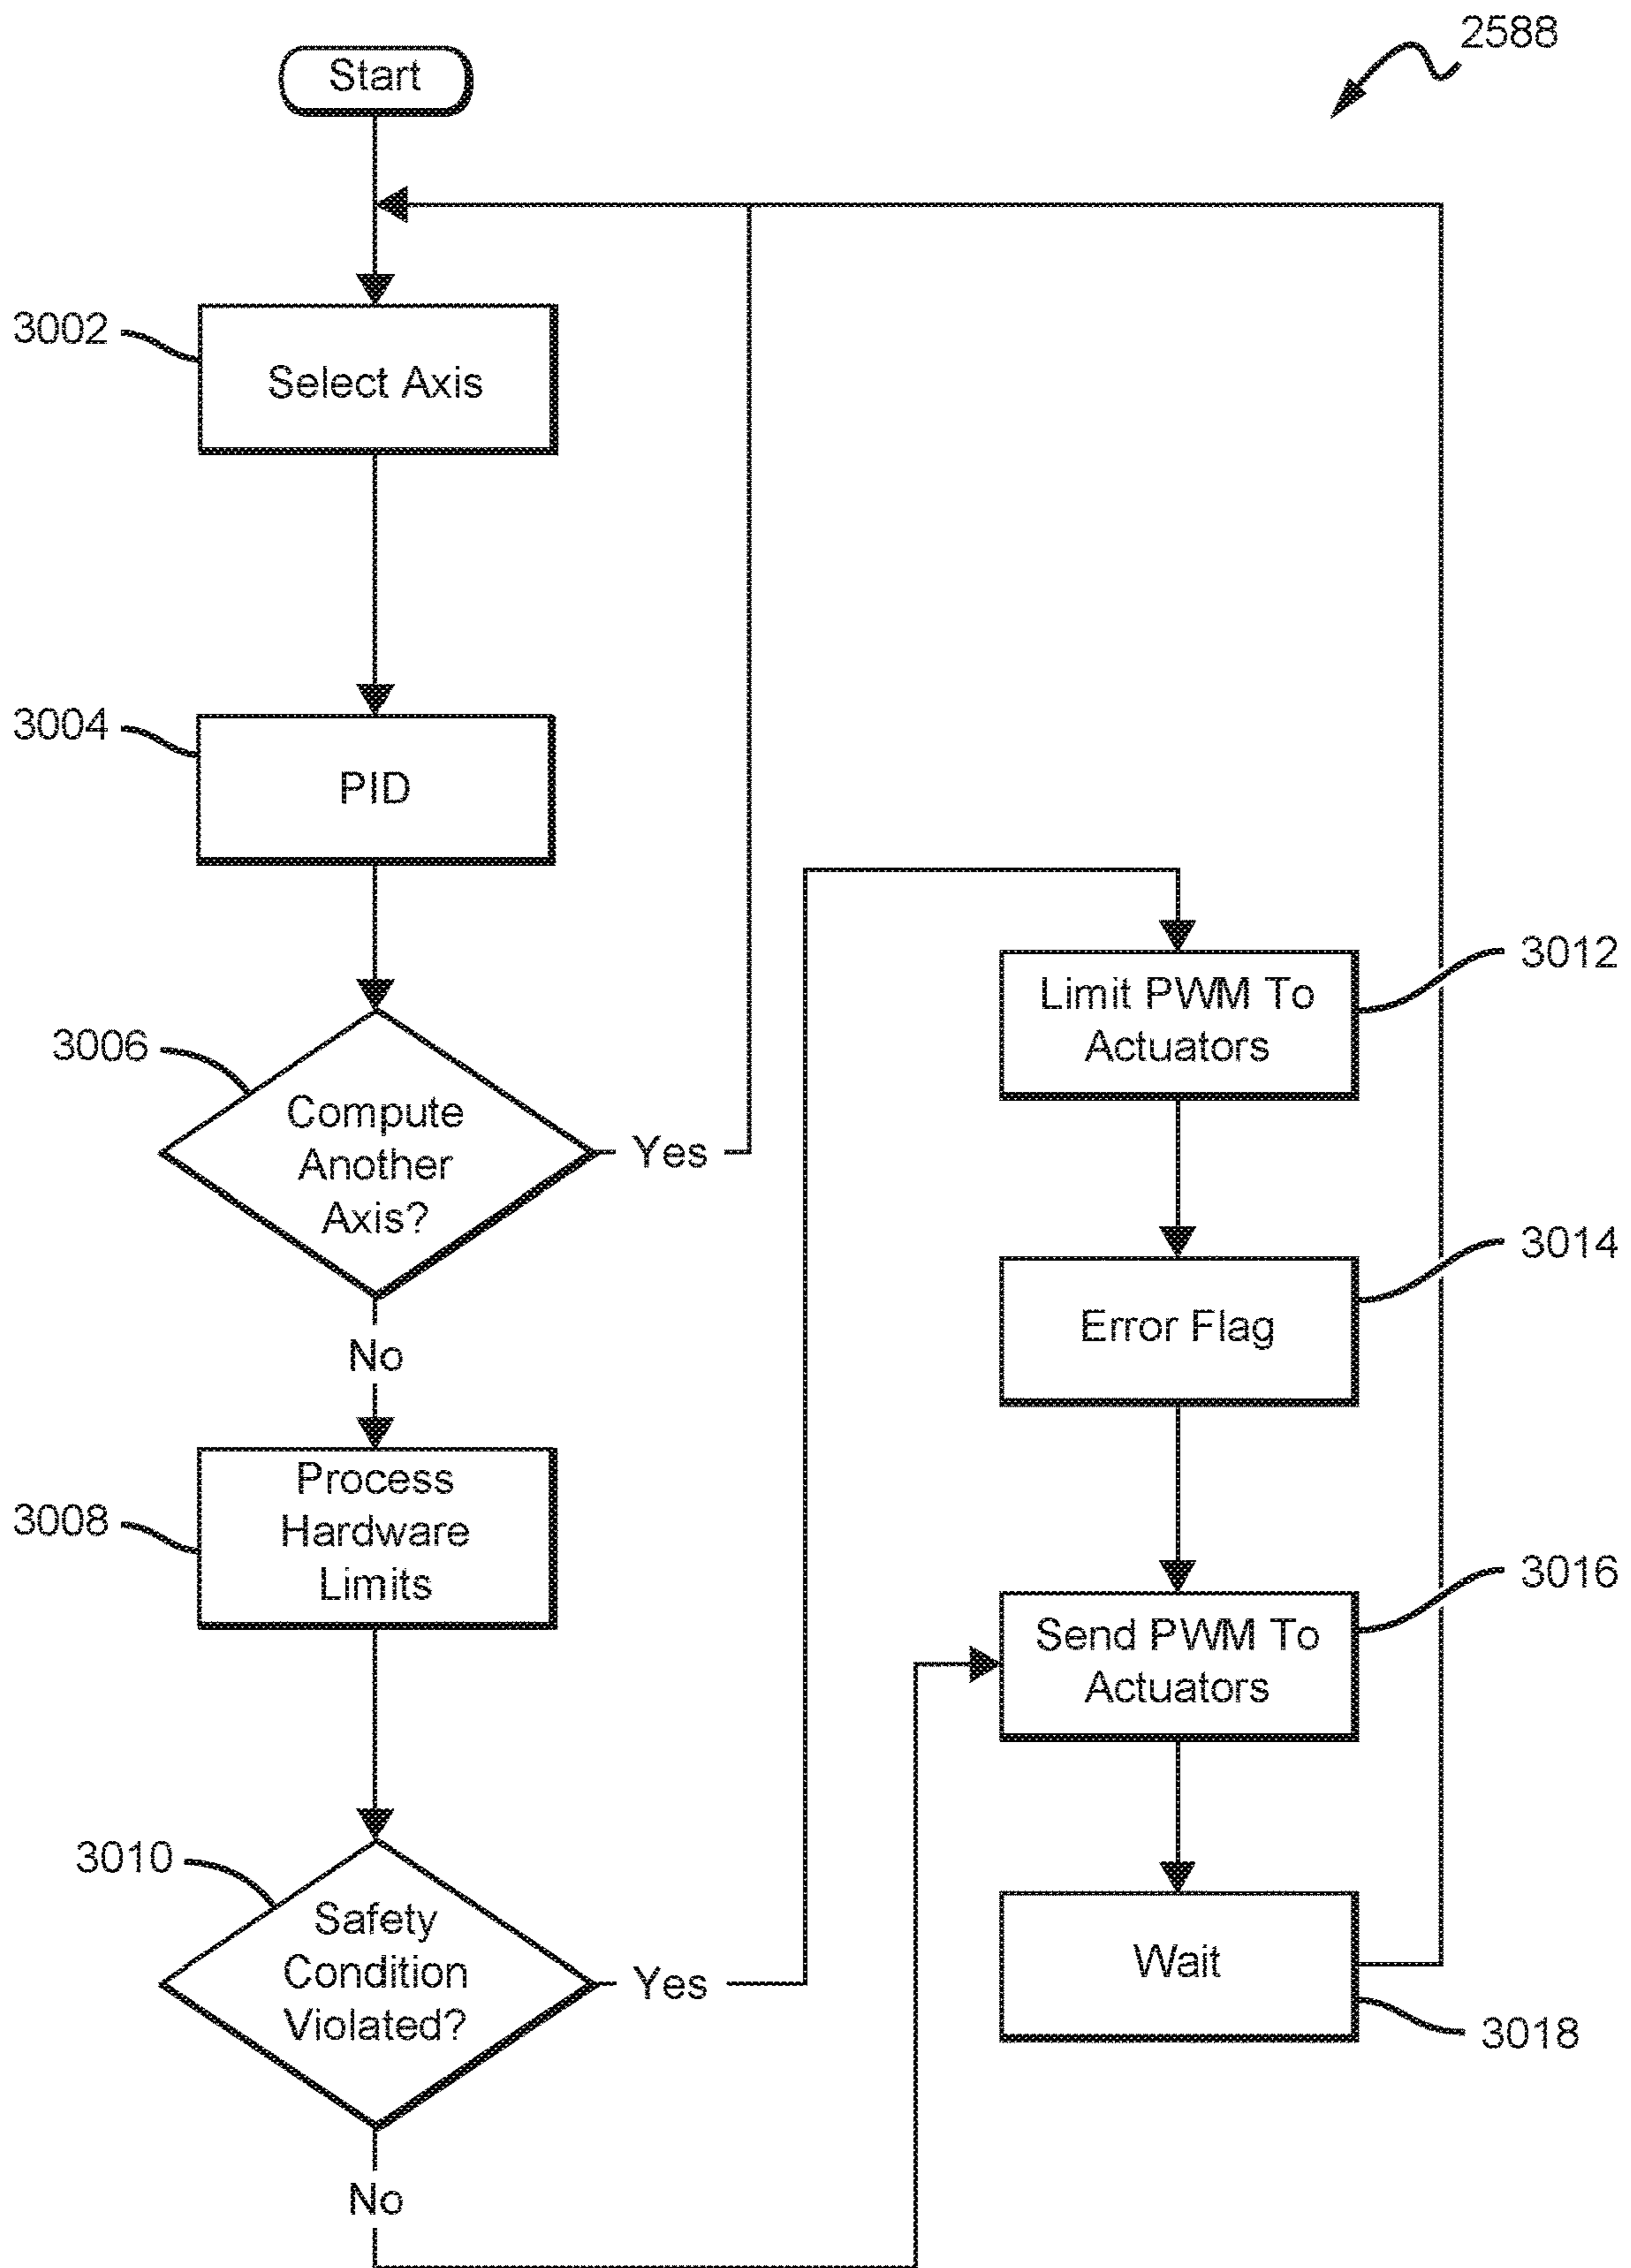 2588
Start
3002
Select Axis
3004
PID
3006
Compute
Another
Axis?
Yes
No
Process
Hardware
Limits
3008
3010
Safety
Condition
Violated?
Yes
No
Limit PWM To
Actuators
3012
Error Flag
3014
Send PWM To
Actuators
3016
Wait
3018